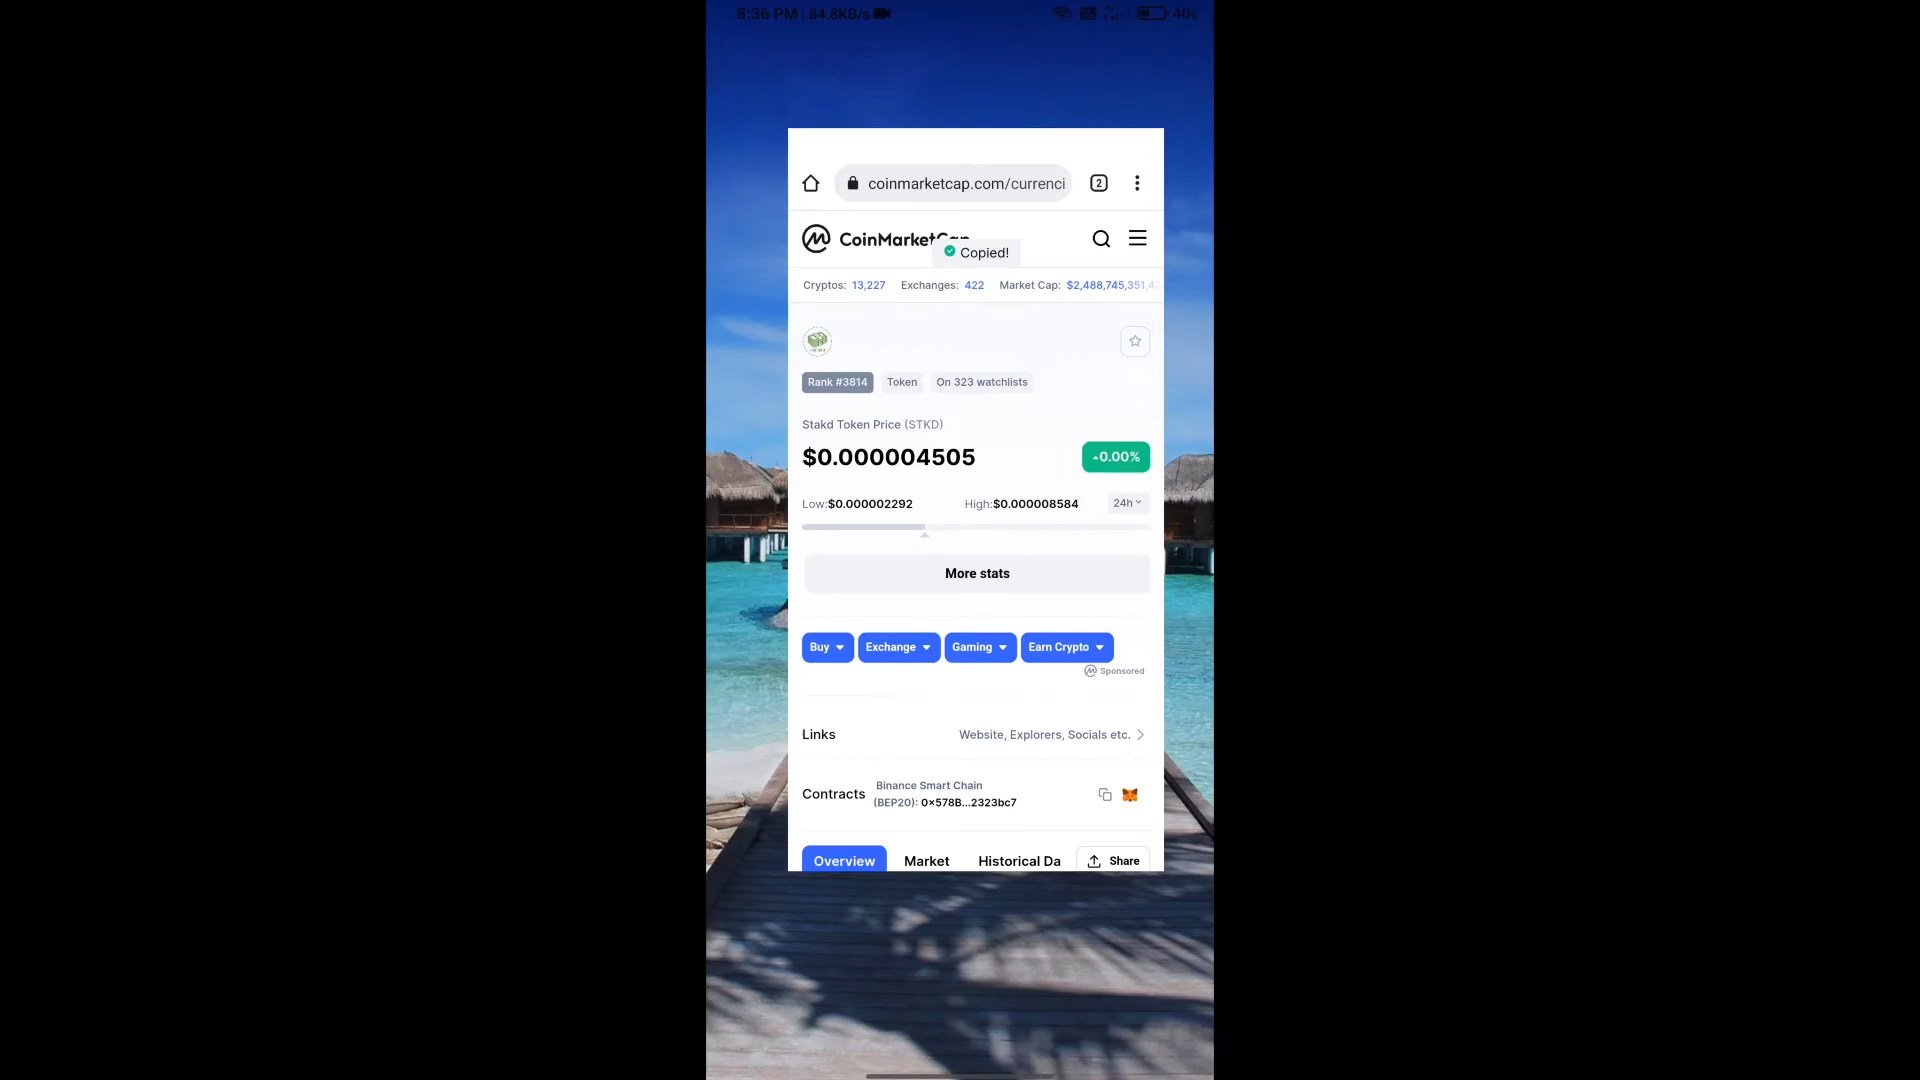 8:36 PM | 84.8KB/s
40%
coinmarketcap.com/currenci
2
CoinMarketCap
Copied!
Cryptos: 13,227 Exchanges: 422 Market Cap: $2,488,745,351,4
Rank #3814 Token On 323 watchlists
Stakd Token Price (STKD)
$0.000004505
0.00%
Low:$0.000002292 High:$0.000008584 24h
More stats
Buy Exchange Gaming Earn Crypto
Sponsored
Links Website, Explorers, Socials etc.
Contracts Binance Smart Chain
(BEP20): 0x578B...2323bc7
Overview Market Historical Da Share